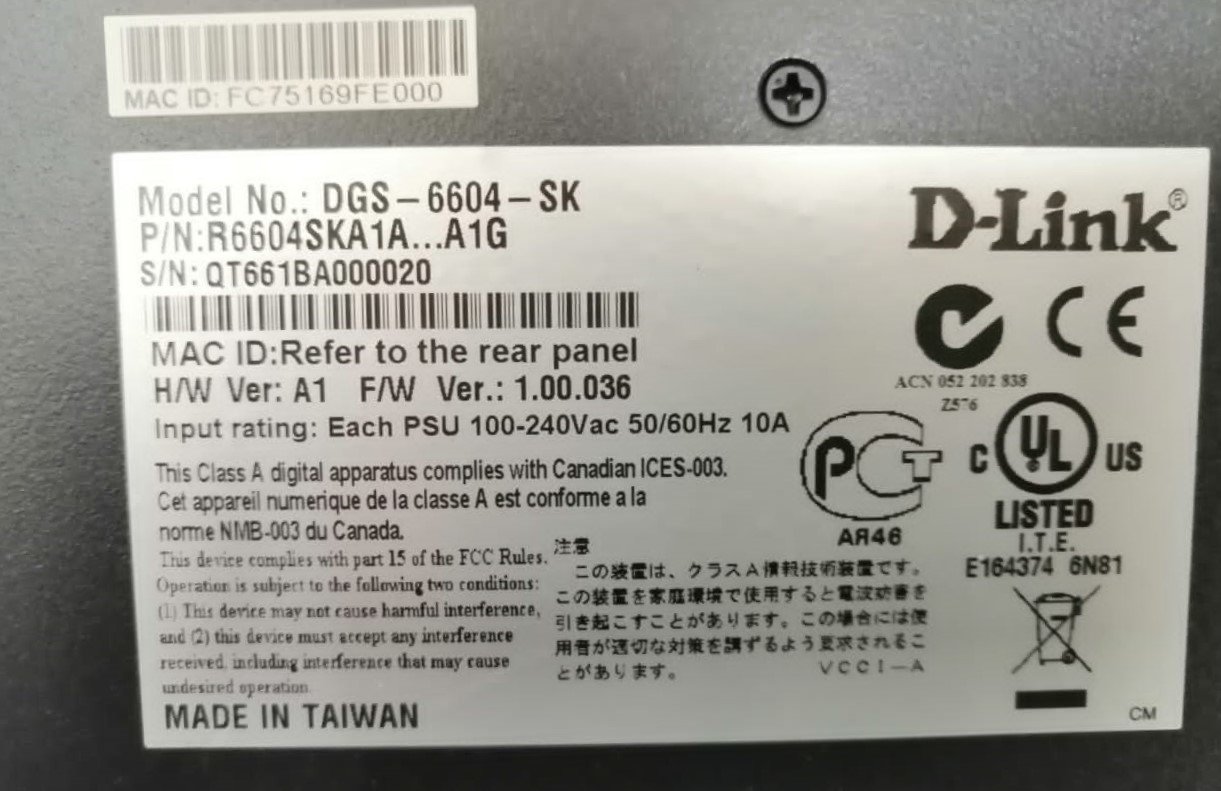 MAC ID: FC75169FE000
Model No.: DGS-6604-SK
P/N:R6604SKA1A...A1G
S/N: QT661BA000020
MAC ID:Refer to the rear panel
H/W Ver: A1 F/W Ver.: 1.00.036
Input rating: Each PSU 100-240Vac 50/60Hz 10A
This Class A digital apparatus complies with Canadian ICES-003.
Cet appareil numerique de la classe A est conforme a la
norme NMB-003 du Canada.
This device complies with part 15 of the FCC Rules.
Operation is subject to the following two conditions:
(1) This device may not cause harmful interference,
and (2) this device must accept any interference
received, including interference that may cause
undesired operation.
MADE IN TAIWAN
注意
この装置は、クラスA情報技術装置です。
この装置を家庭環境で使用すると電波妨害を
引き起こすことがあります。この場合には使
用者が適切な対策を講ずるよう要求されるこ
とがあります。
VCCI-A
D-Link®
CE
ACN 052 202 838
Z576
PCT
АЯ46
C UL US
LISTED
I.T.E.
E164374 6N81
CM